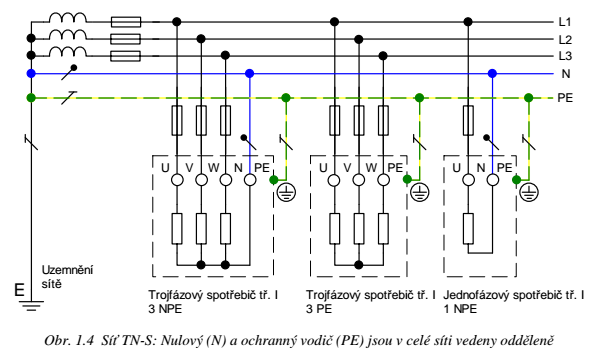 L1
L2
L3
N
PE
U V W N PE
U V W PE
U N PE
E
Uzemnění
sítě
Trojfázový spotřebič tř. I
3 NPE
Trojfázový spotřebič tř. I
3 PE
Jednofázový spotřebič tř. I
1 NPE
Obr. 1.4 Síť TN-S: Nulový (N) a ochranný vodič (PE) jsou v celé síti vedeny odděleně